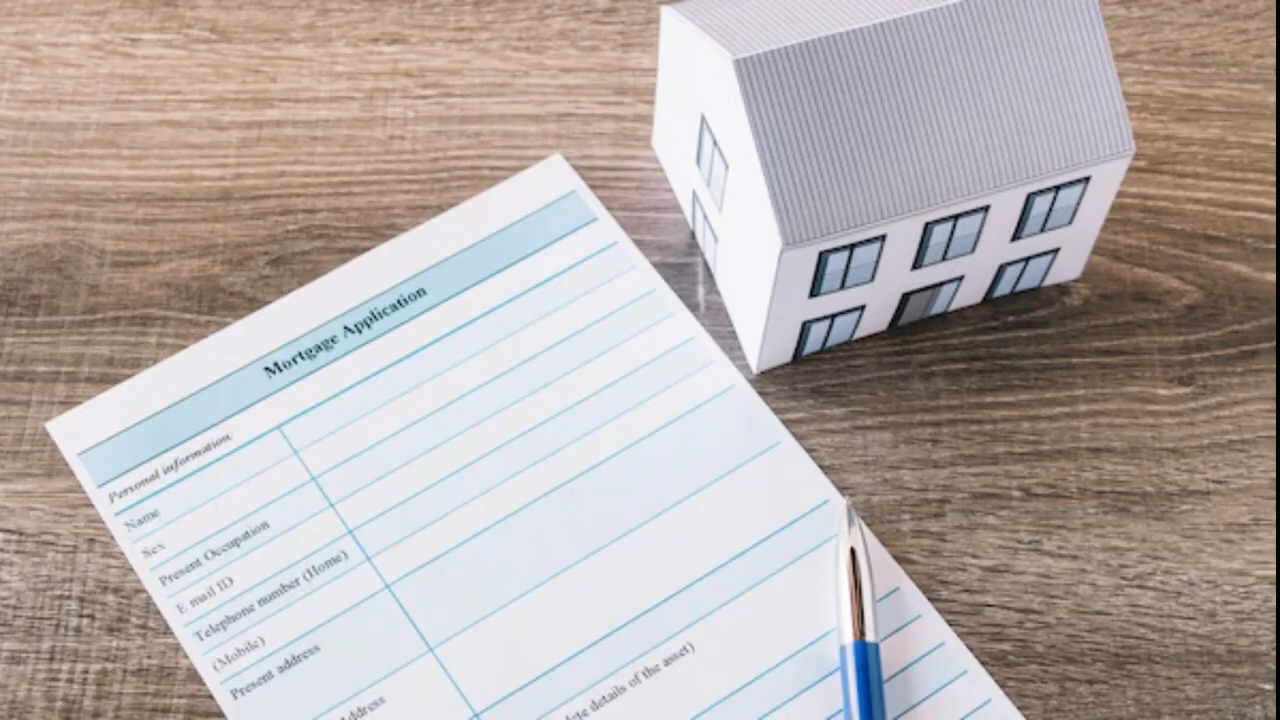 Mortgage Application
Personal information:
Name
Sex
Present Occupation
E mail ID
Telephone number (Home)
(Mobile)
Present address
details of the asset)